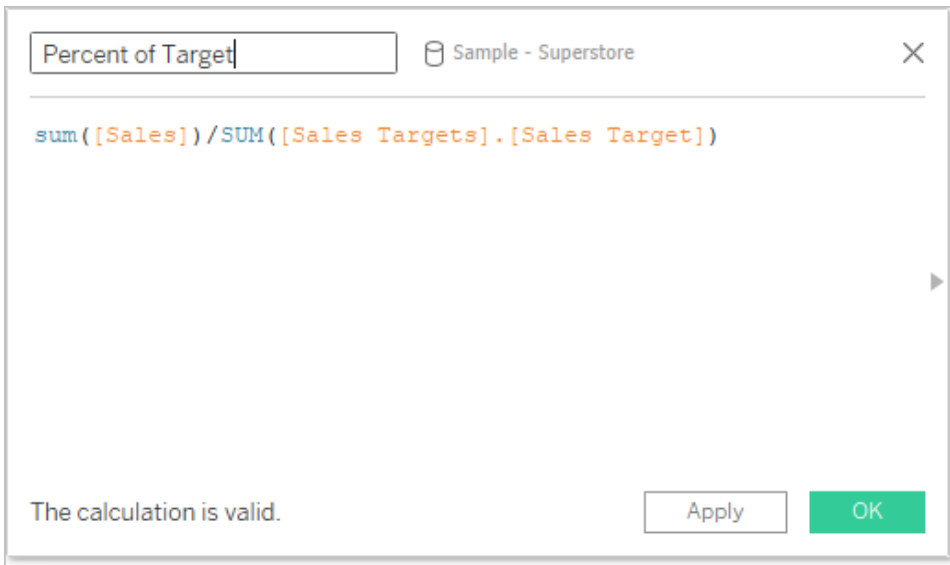 Percent of Target
Sample - Superstore
sum([Sales])/SUM([Sales Targets].[Sales Target])
The calculation is valid.
Apply
OK